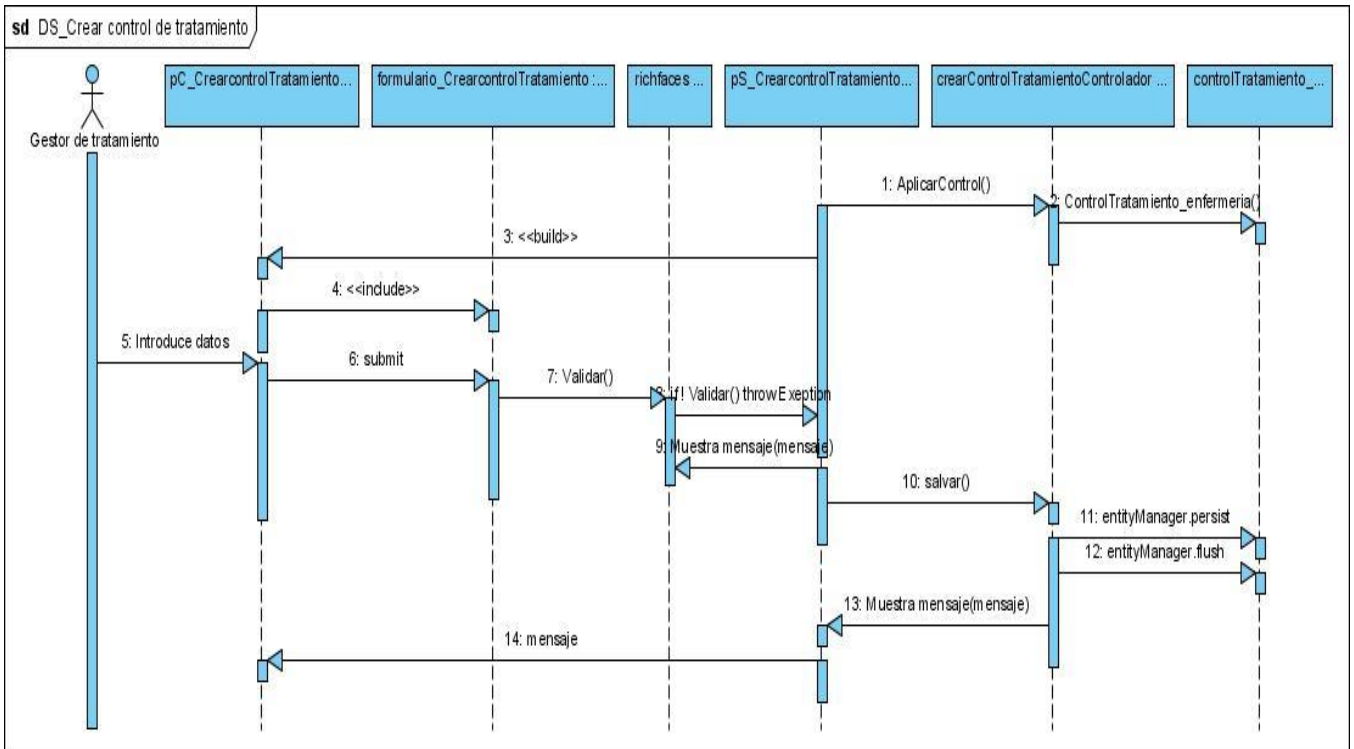 sd DS_Crear control de tratamiento
Gestor de tratamiento
pC_CrearcontrolTratamiento...
formulario_CrearcontrolTratamiento :...
richfaces ...
pS_CrearcontrolTratamiento...
crearControlTratamientoControlador ...
controlTratamiento_...
1: AplicarControl()
2: ControlTratamiento_enfermeria()
3: <<build>>
4: <<include>>
5: Introduce datos
6: submit
7: Validar()
8: if ! Validar() throwExeption
9: Muestra mensaje(mensaje)
10: salvar()
11: entityManager.persist
12: entityManager.flush
13: Muestra mensaje(mensaje)
14: mensaje